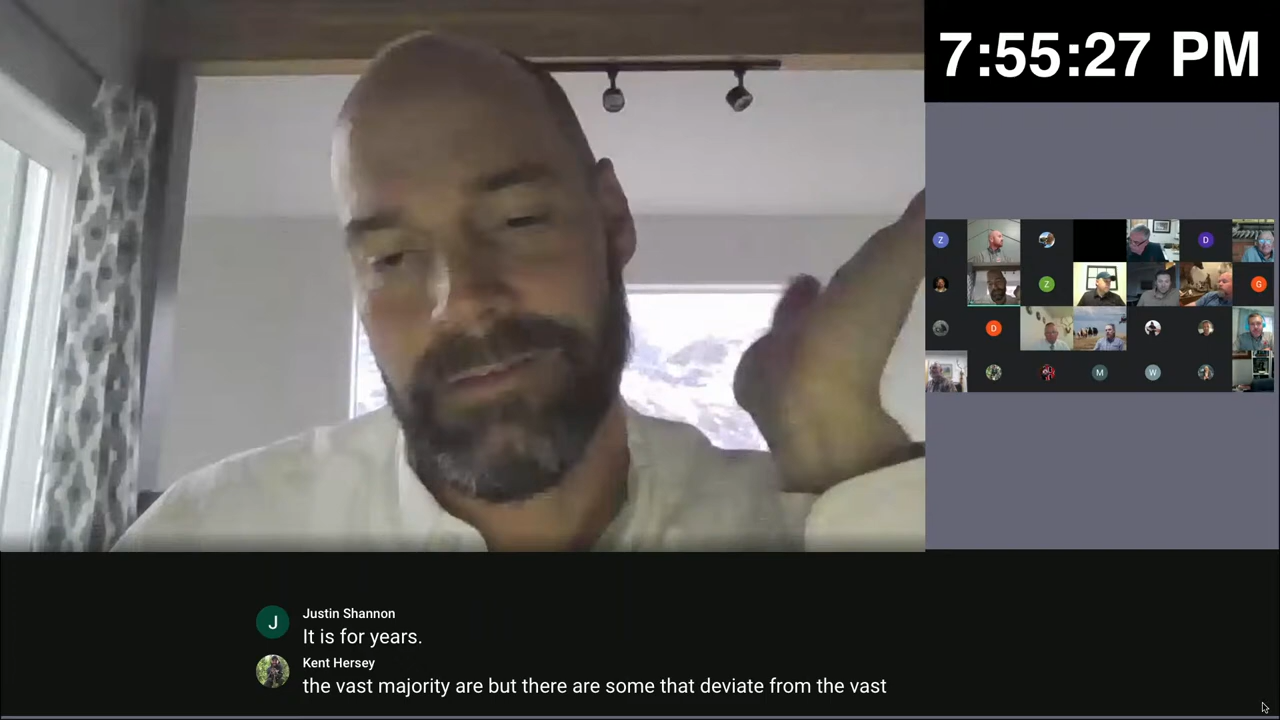 7:55:27 PM
Z
D
Z
G
D
M
W
J
Justin Shannon
It is for years.
Kent Hersey
the vast majority are but there are some that deviate from the vast